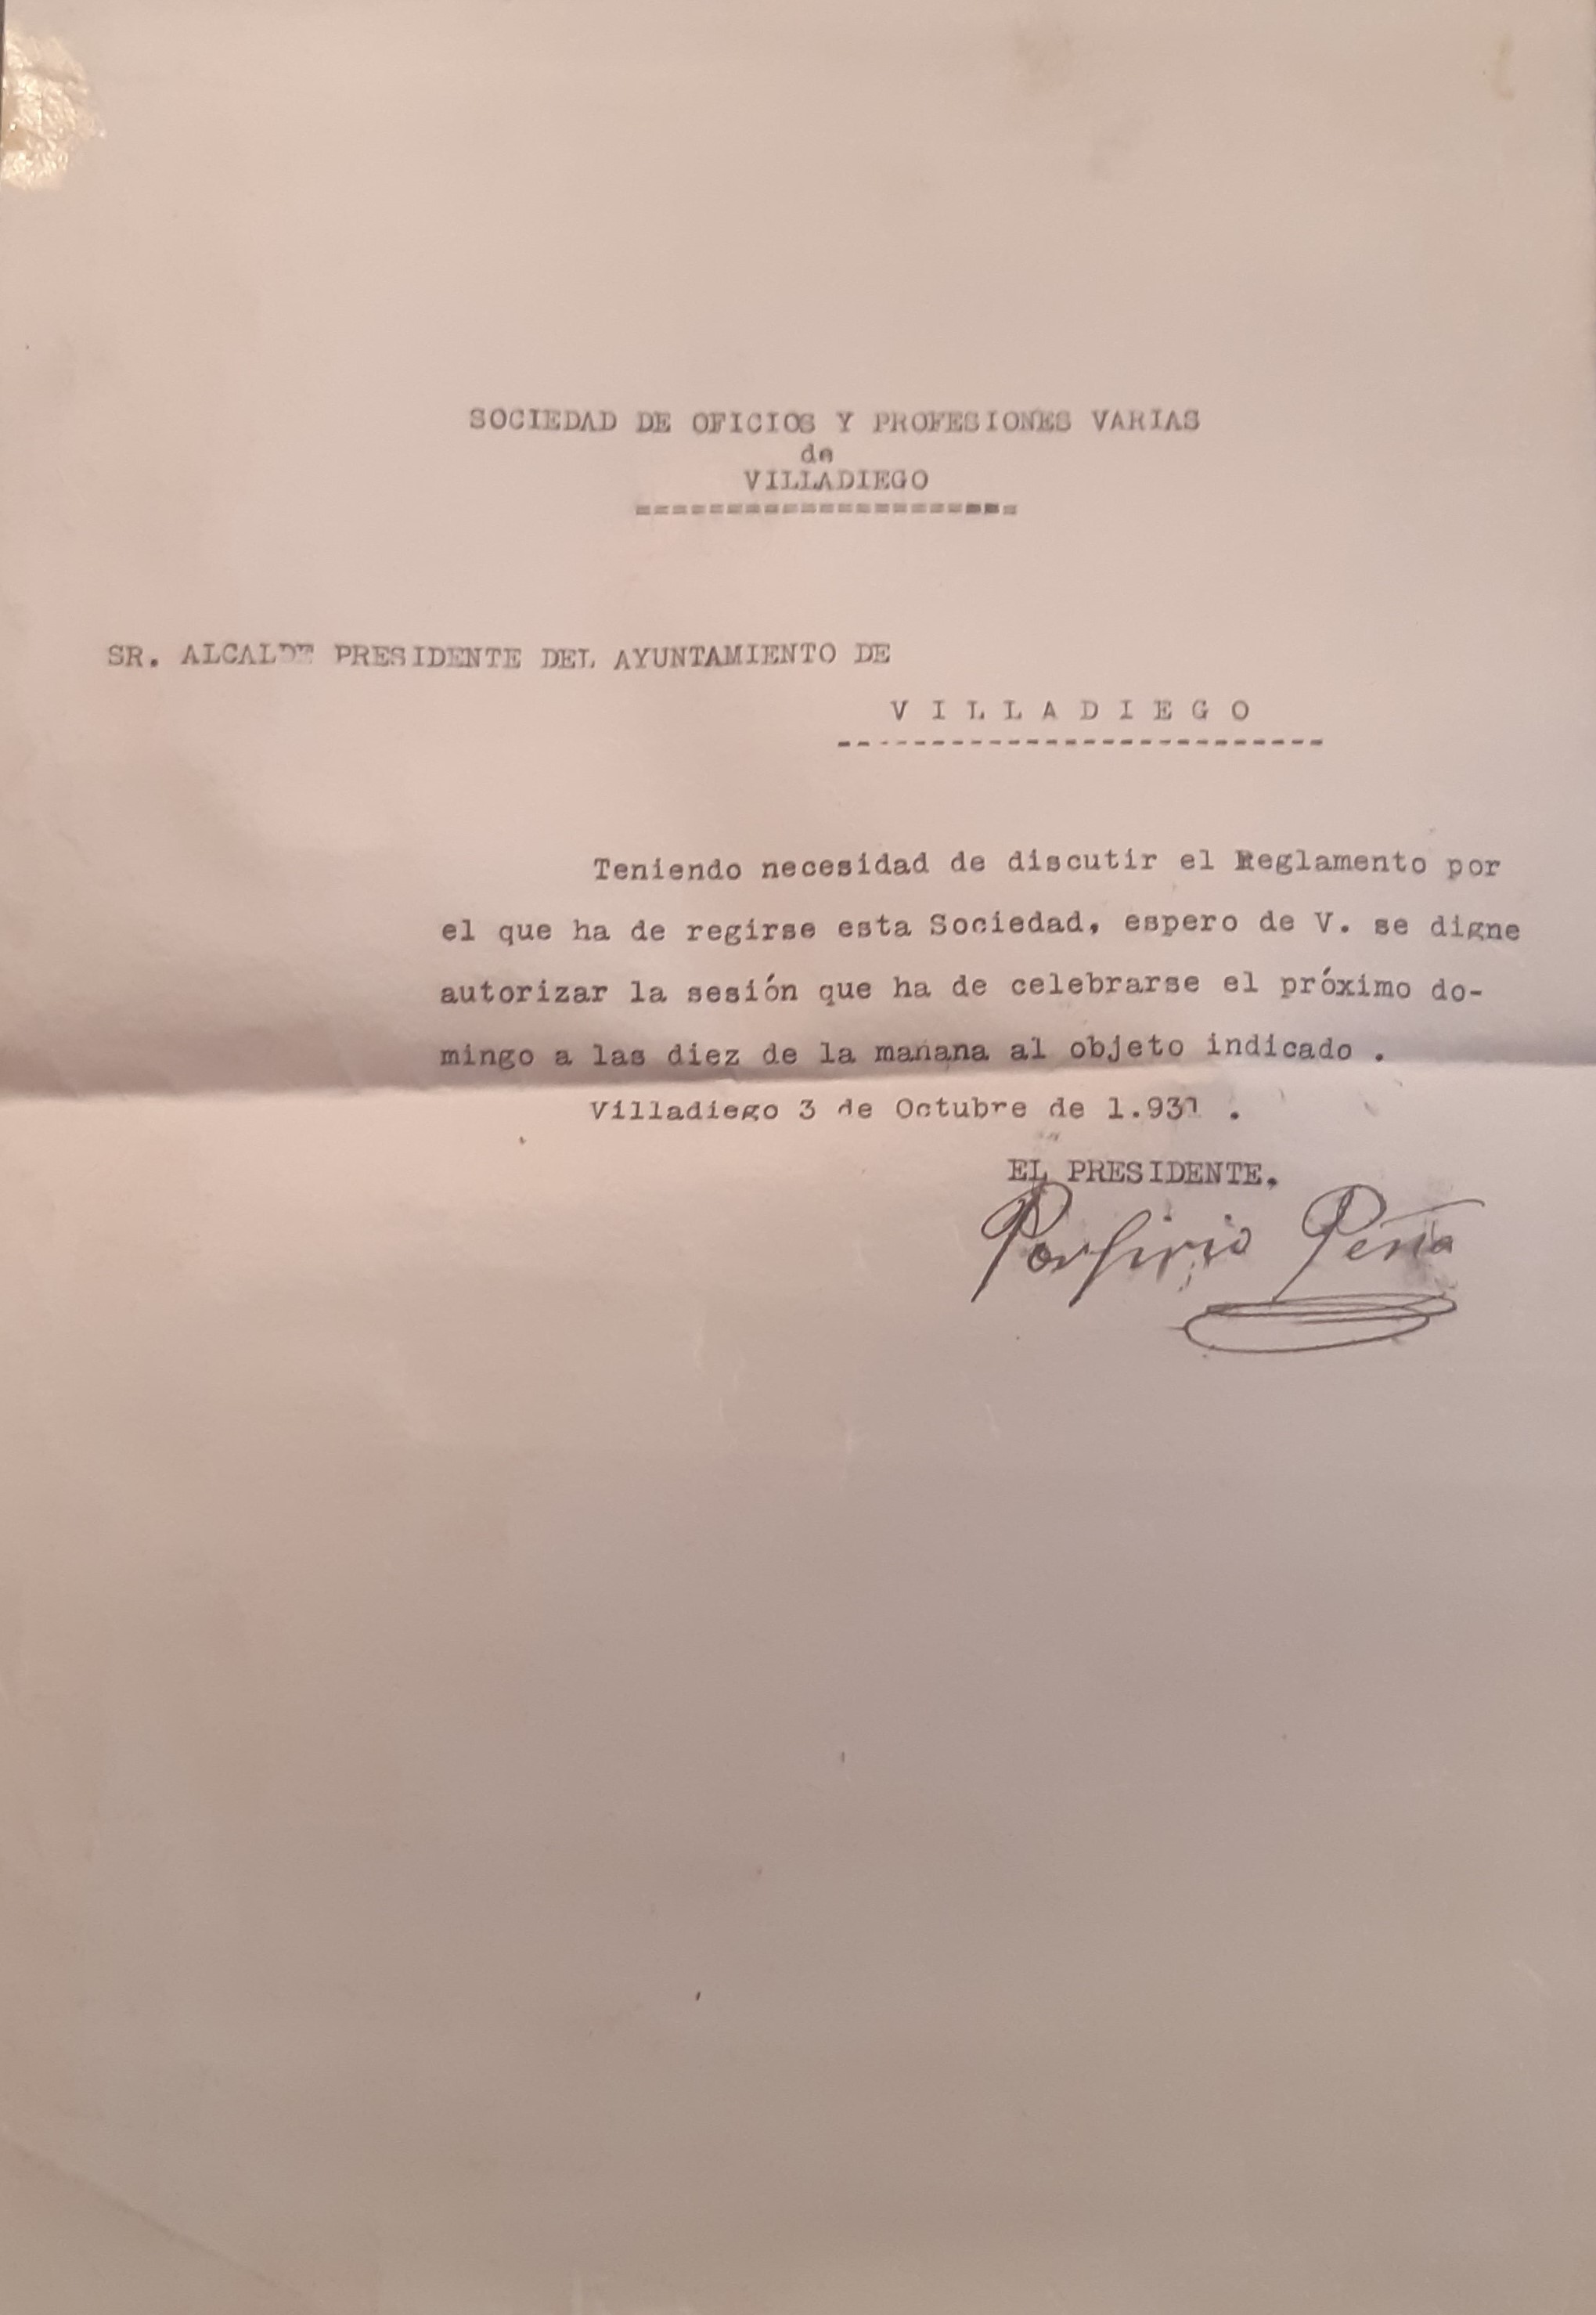 SOCIEDAD DE OFICIOS Y PROFESIONES VARIAS
de
VILLADIEGO
=====================
SR. ALCALDE PRESIDENTE DEL AYUNTAMIENTO DE
V I L L A D I E G O
---------------------------
Teniendo necesidad de discutir el Reglamento por
el que ha de regirse esta Sociedad, espero de V. se digne
autorizar la sesión que ha de celebrarse el próximo do-
mingo a las diez de la manana al objeto indicado .
Villadiego 3 de Octubre de 1.931 .
EL PRESIDENTE,
Porfirio Peña